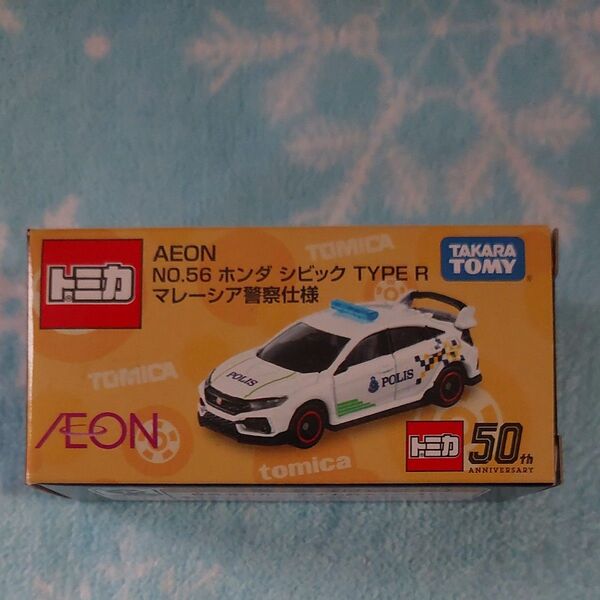 トミカ
AEON
NO.56 ホンダ シビック TYPE R
マレーシア警察仕様
TAKARA
TOMY
TOMICA
TOMICA
POLIS
POLIS
AEON
tomica
トミカ
50th
ANNIVERSARY